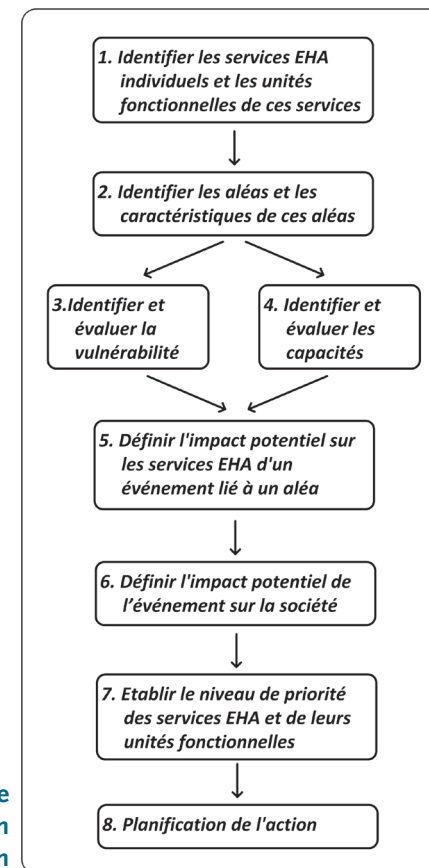 1. Identifier les services EHA
individuels et les unités
fonctionnelles de ces services
2. Identifier les aléas et les
caractéristiques de ces aléas
3.Identifier et
évaluer la
vulnérabilité
4. Identifier et
évaluer les
capacités
5. Définir l'impact potentiel sur
les services EHA d'un
événement lié à un aléa
6. Définir l'impact potentiel de
l’événement sur la société
7. Etablir le niveau de priorité
des services EHA et de leurs
unités fonctionnelles
8. Planification de l'action